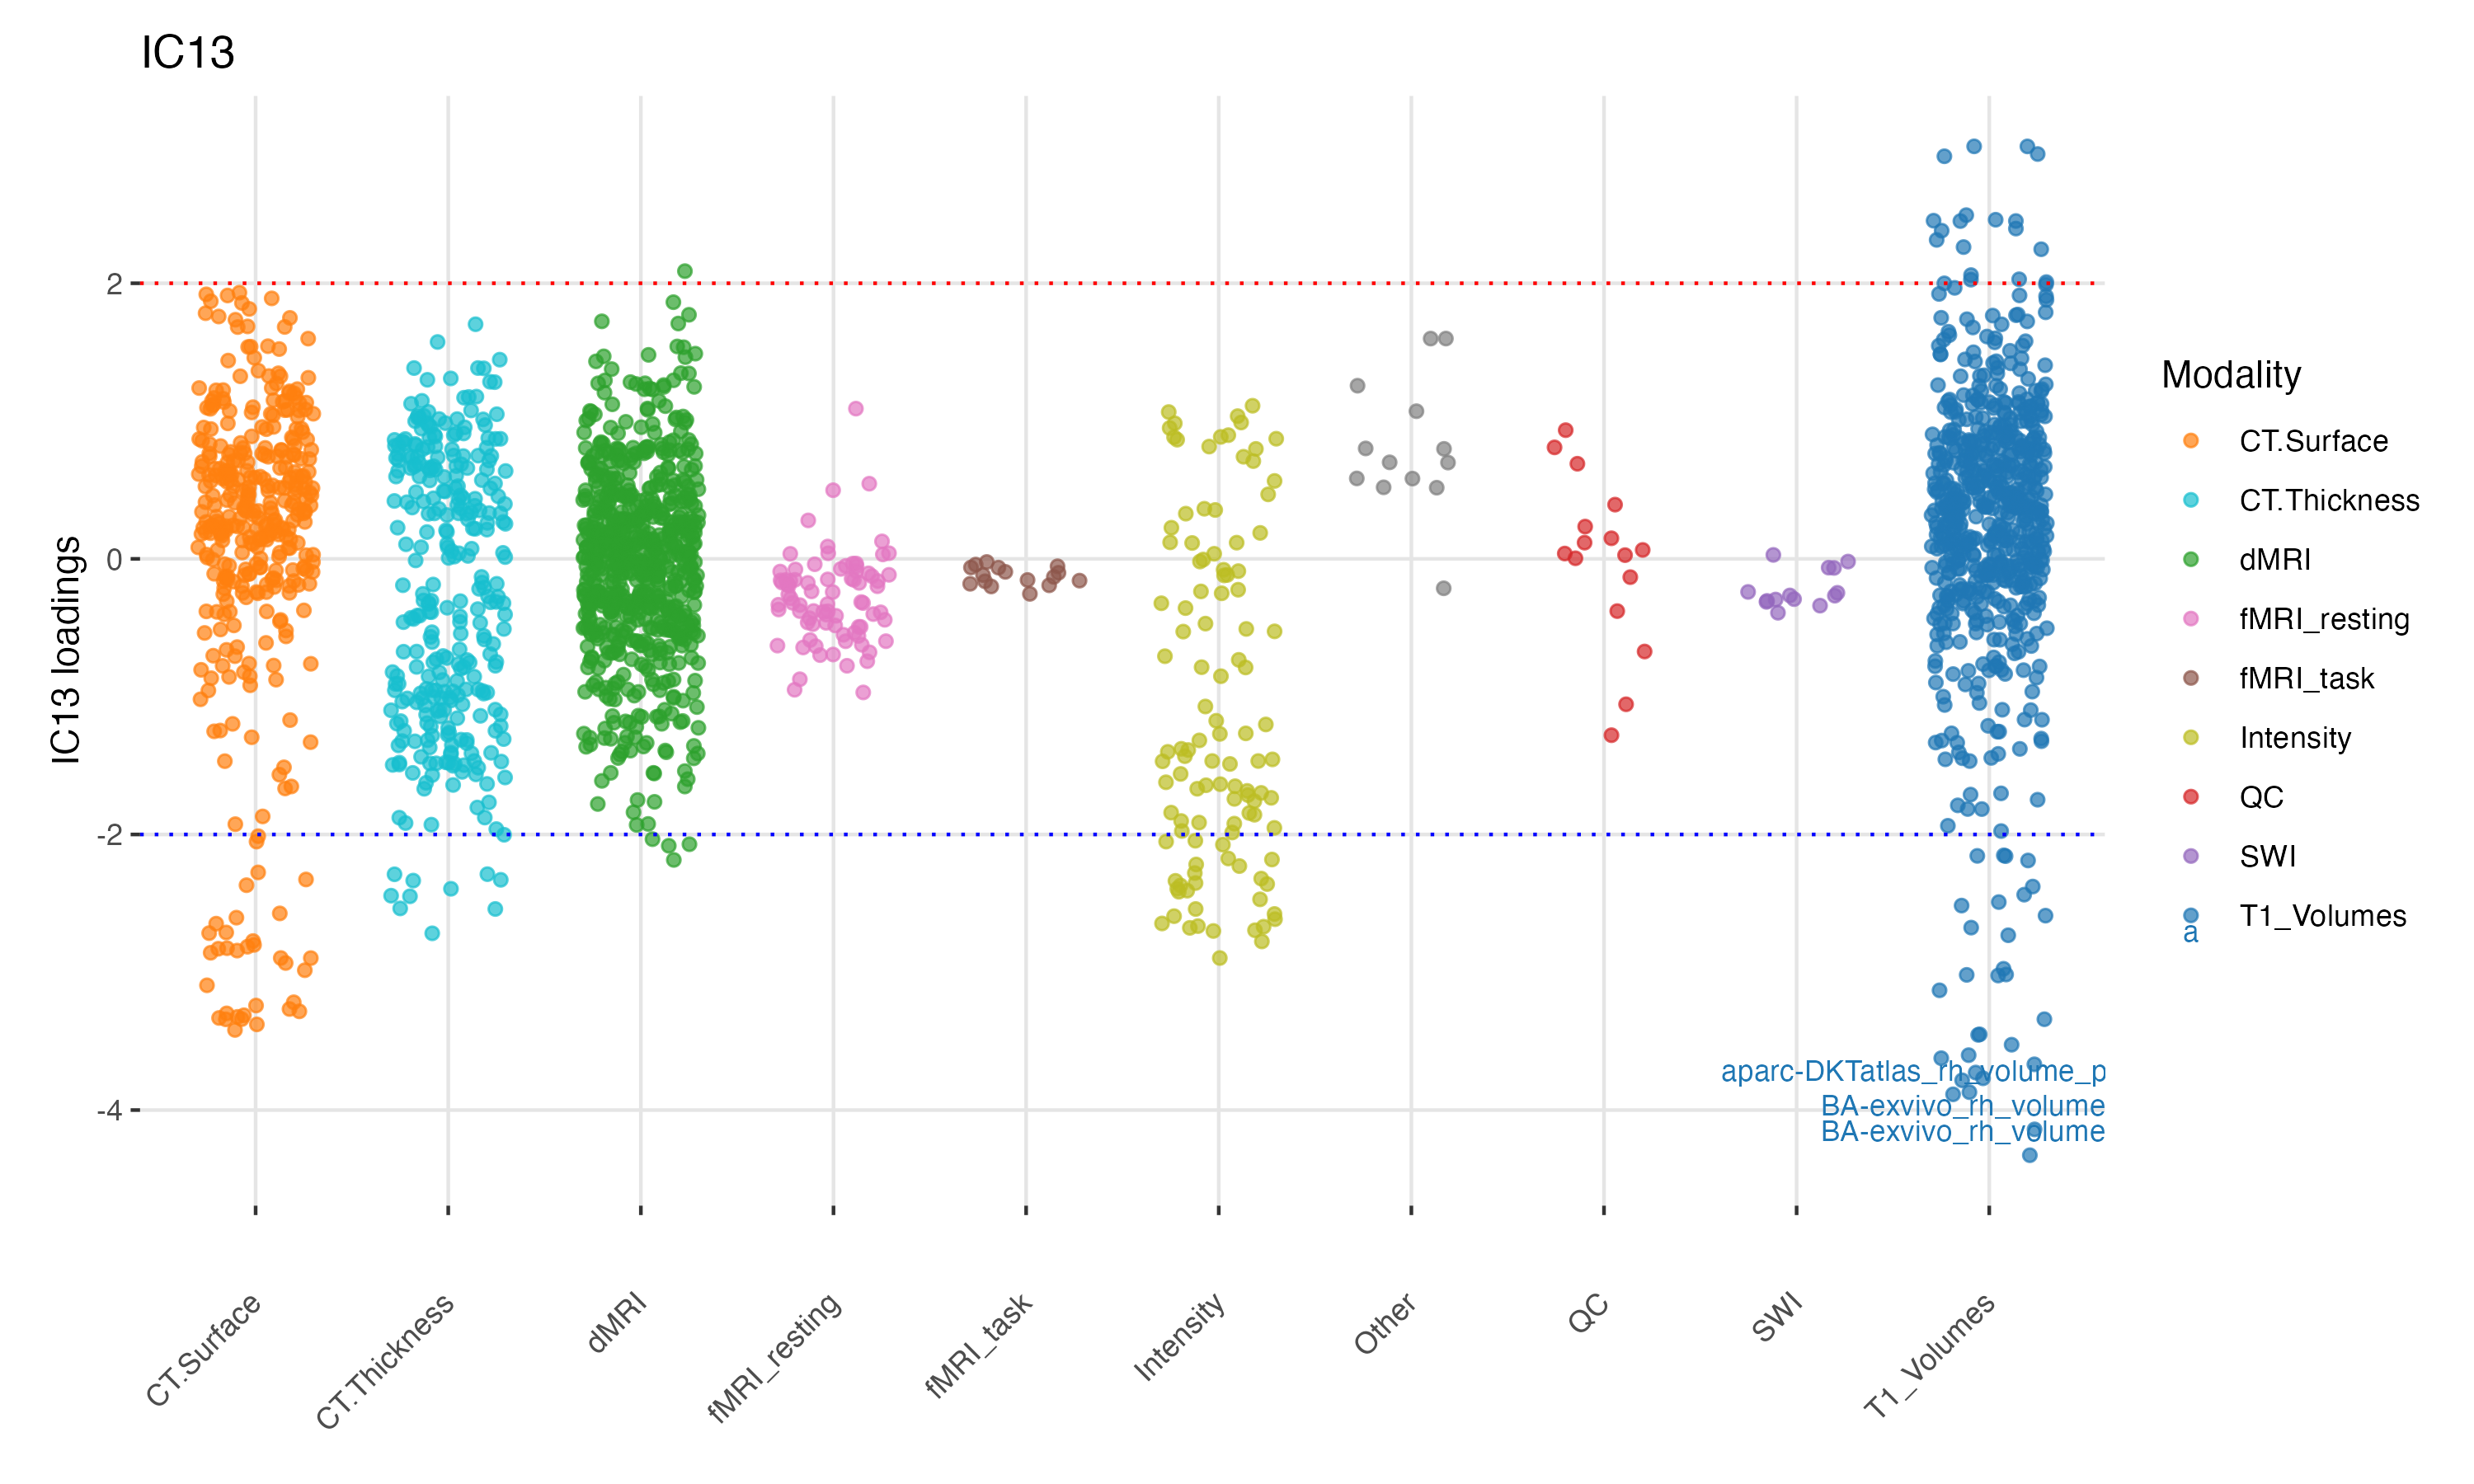 IC13
IC13 loadings
2
0
-2
-4
aparc-DKTatlas_rh_volume_p
BA-exvivo_rh_volume
BA-exvivo_rh_volume
CT.Surface
CT.Thickness
dMRI
fMRI_resting
fMRI_task
Intensity
Other
QC
SWI
T1_Volumes
Modality
CT.Surface
CT.Thickness
dMRI
fMRI_resting
fMRI_task
Intensity
QC
SWI
T1_Volumes
a